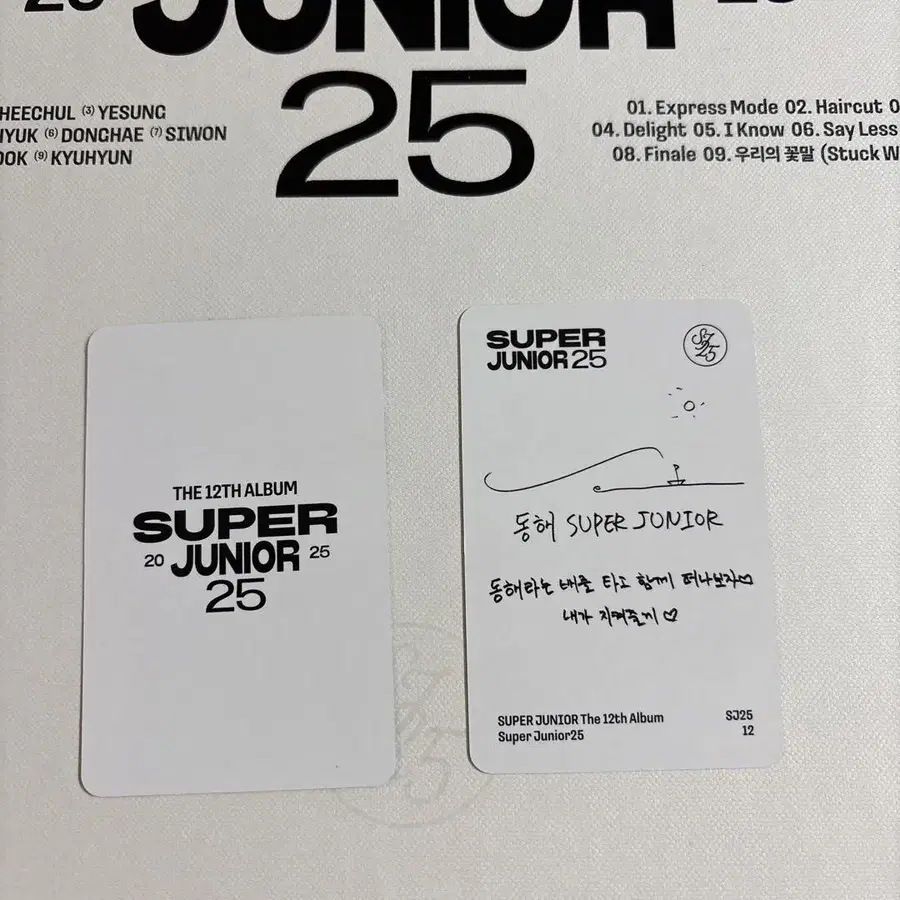 JUNIOR
25
HEECHUL (3) YESUNG
HYUK (6) DONGHAE (7) SIWON
OOK (9) KYUHYUN
01. Express Mode 02. Haircut 0
04. Delight 05. I Know 06. Say Less
08. Finale 09. 우리의 꽃말 (Stuck W
THE 12TH ALBUM
SUPER
20 JUNIOR 25
25
SUPER
JUNIOR 25
SJ
25
동해 SUPER JUNIOR
동해라는 배를 타고 함께 떠나보자♡
내가 지켜줄게♡
SUPER JUNIOR The 12th Album
Super Junior25
SJ25
12